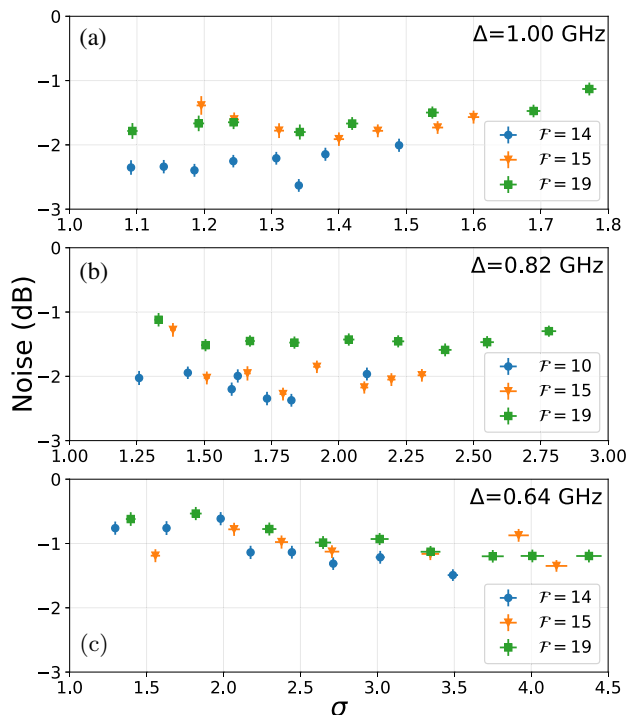 0
(a)
Δ=1.00 GHz
−1
−2
ℱ = 14
ℱ = 15
ℱ = 19
−3
1.0 1.1 1.2 1.3 1.4 1.5 1.6 1.7 1.8
0
(b)
Δ=0.82 GHz
−1
Noise (dB)
−2
ℱ = 10
ℱ = 15
ℱ = 19
−3
1.00 1.25 1.50 1.75 2.00 2.25 2.50 2.75 3.00
0
Δ=0.64 GHz
−1
−2
ℱ = 14
ℱ = 15
ℱ = 19
(c)
−3
1.0 1.5 2.0 2.5 3.0 3.5 4.0 4.5
σ